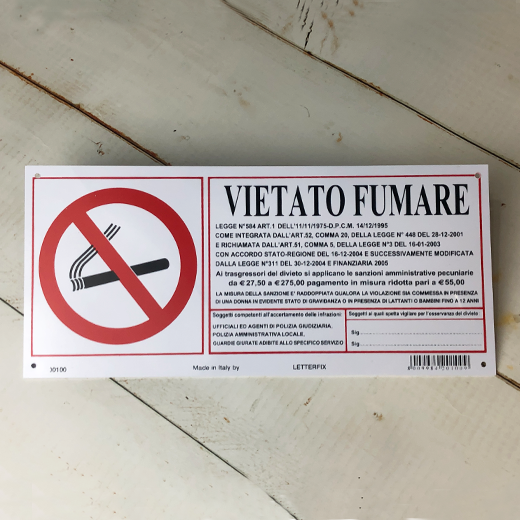 VIETATO FUMARE
LEGGE N°584 ART.1 DELL'11/11/1975-D.P.C.M. 14/12/1995
COME INTEGRATA DALL'ART.52, COMMA 20, DELLA LEGGE N° 448 DEL 28-12-2001
E RICHIAMATA DALL'ART.51, COMMA 5, DELLA LEGGE N°3 DEL 16-01-2003
CON ACCORDO STATO-REGIONE DEL 16-12-2004 E SUCCESSIVAMENTE MODIFICATA
DALLA LEGGE N°311 DEL 30-12-2004 E FINANZIARIA 2005
Ai trasgressori del divieto si applicano le sanzioni amministrative pecuniarie
da €27,50 a €275,00 pagamento in misura ridotta pari a €55,00
LA MISURA DELLA SANZIONE E' RADDOPPIATA QUALORA LA VIOLAZIONE SIA COMMESSA IN PRESENZA
DI UNA DONNA IN EVIDENTE STATO DI GRAVIDANZA O IN PRESENZA DI LATTANTI O BAMBINI FINO A 12 ANNI
Soggetti competenti all'accertamento delle infrazioni:
UFFICIALI ED AGENTI DI POLIZIA GIUDIZIARIA,
POLIZIA AMMINISTRATIVA LOCALE,
GUARDIE GIURATE ADIBITE ALLO SPECIFICO SERVIZIO
Soggetti ai quali spetta vigilare per l'osservanza del divieto
Sig.
Sig.
10100 Made in Italy by LETTERFIX